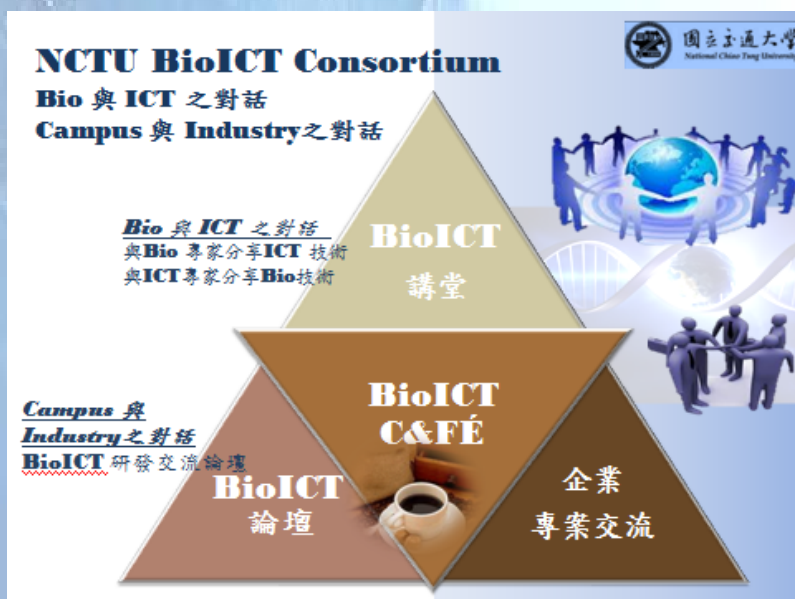 NCTU BioICT Consortium
Bio 與 ICT 之對話
Campus 與 Industry之對話
國立交通大學
National Chiao Tung University
Bio 與 ICT 之對話
與Bio 專家分享ICT 技術
與ICT專家分享Bio技術
BioICT
講堂
Campus 與
Industry之對話
BioICT 研發交流論壇
BioICT
C&FÉ
BioICT
論壇
企業
專業交流